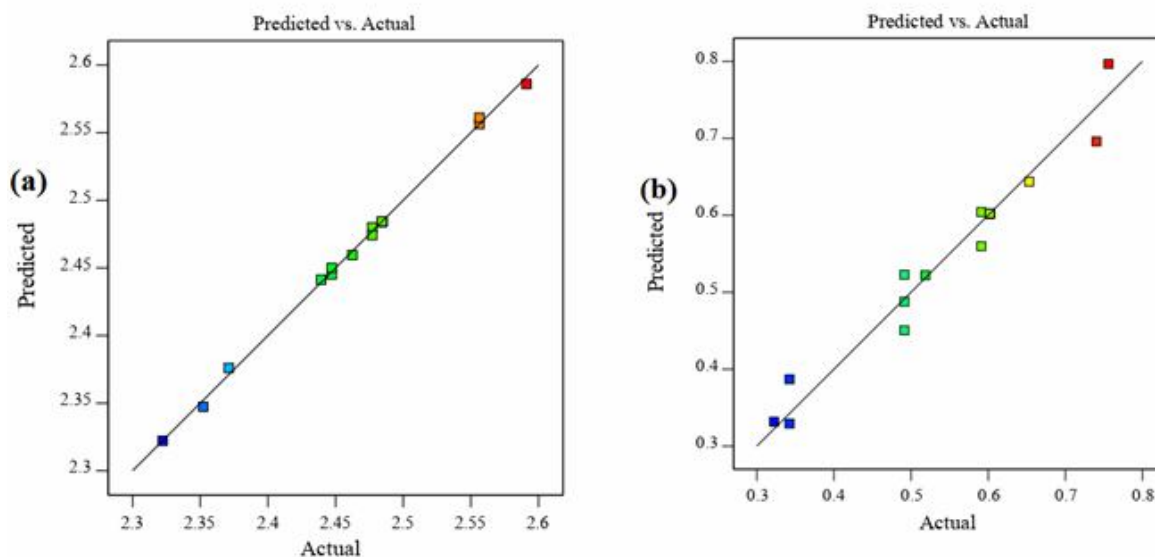 Predicted vs. Actual
(a)
Predicted
2.6
2.55
2.5
2.45
2.4
2.35
2.3
2.3 2.35 2.4 2.45 2.5 2.55 2.6
Actual
Predicted vs. Actual
(b)
Predicted
0.8
0.7
0.6
0.5
0.4
0.3
0.3 0.4 0.5 0.6 0.7 0.8
Actual